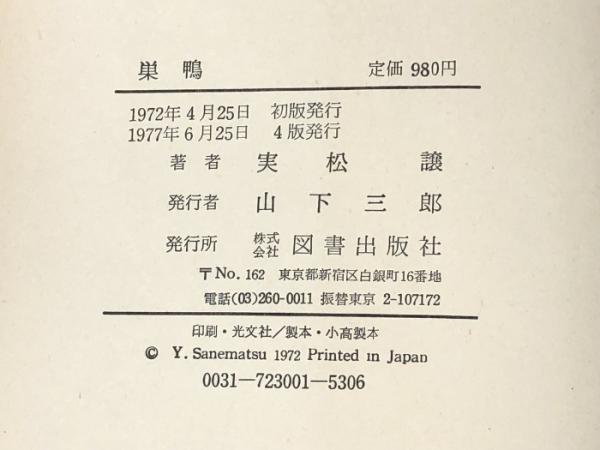 巣鴨 定価 980円
1972年4月25日 初版発行
1977年6月25日 4版発行
著者 実松譲
発行者 山下三郎
発行所 株式会社 図書出版社
〒No. 162 東京都新宿区白銀町16番地
電話(03)260-0011 振替東京 2-107172
印刷・光文社/製本・小高製本
© Y. Sanematsu 1972 Printed in Japan
0031—723001—5306